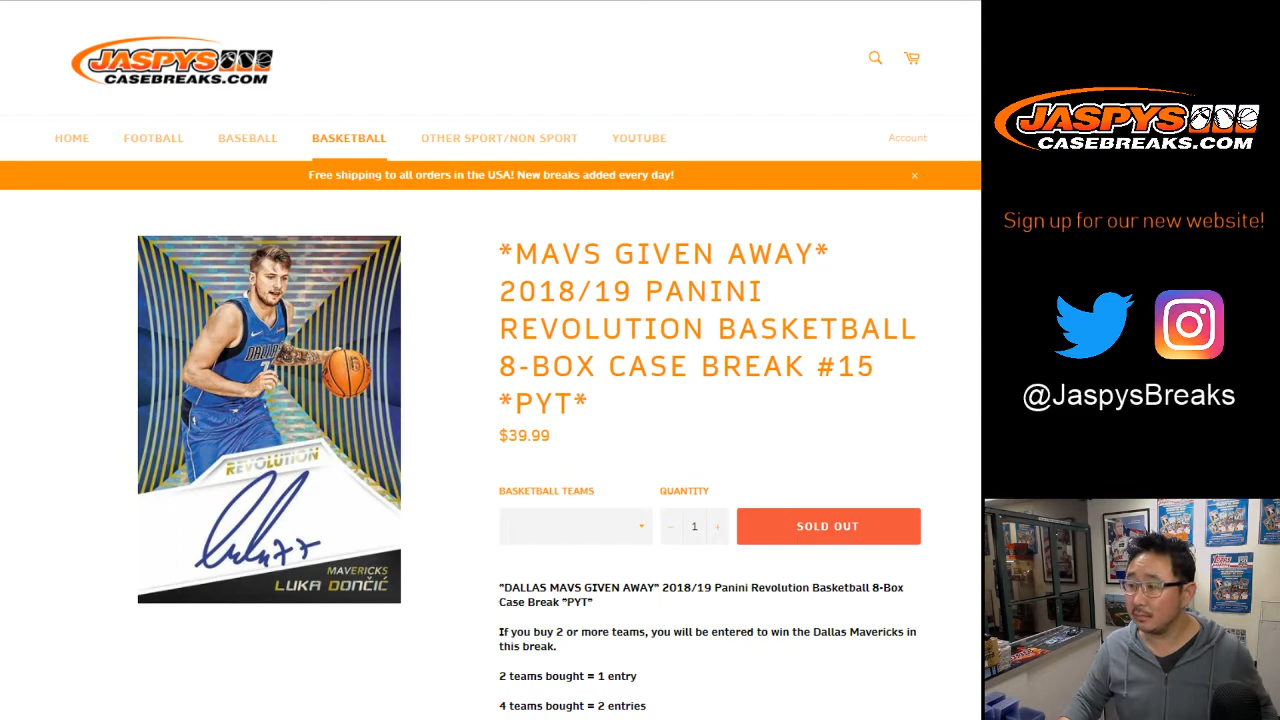 JASPYS
CASEBREAKS.COM
HOME FOOTBALL BASEBALL BASKETBALL OTHER SPORT/NON SPORT YOUTUBE Account
Free shipping to all orders in the USA! New breaks added every day! ×
*MAVS GIVEN AWAY*
2018/19 PANINI
REVOLUTION BASKETBALL
8-BOX CASE BREAK #15
*PYT*
$39.99
BASKETBALL TEAMS QUANTITY
− 1 + SOLD OUT
"DALLAS MAVS GIVEN AWAY" 2018/19 Panini Revolution Basketball 8-Box
Case Break "PYT"
If you buy 2 or more teams, you will be entered to win the Dallas Mavericks in
this break.
2 teams bought = 1 entry
4 teams bought = 2 entries
DALLAS
7
REVOLUTION
MAVERICKS
LUKA DONČIĆ
JASPYS
CASEBREAKS.COM
Sign up for our new website!
@JaspysBreaks